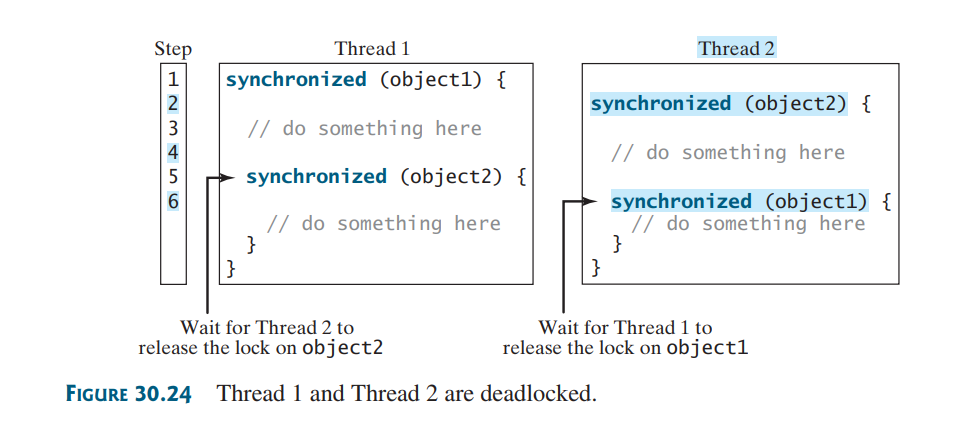 Step Thread 1 Thread 2
1 synchronized (object1) {
2 synchronized (object2) {
3 // do something here
4 // do something here
5 synchronized (object2) {
6 synchronized (object1) {
// do something here // do something here
} }
} }
Wait for Thread 2 to Wait for Thread 1 to
release the lock on object2 release the lock on object1
FIGURE 30.24 Thread 1 and Thread 2 are deadlocked.